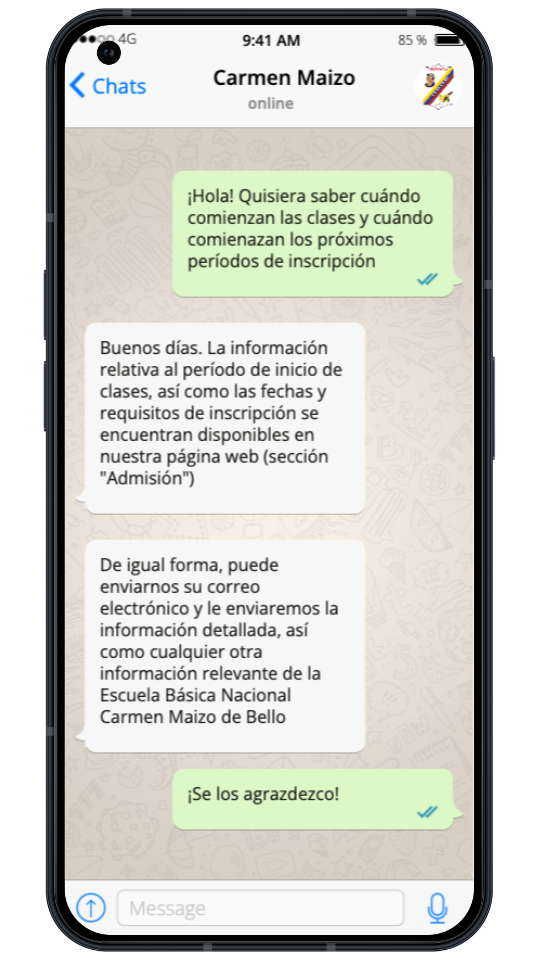 4G
9:41 AM
85 %
Chats
Carmen Maizo
online
¡Hola! Quisiera saber cuándo
comienzan las clases y cuándo
comienazan los próximos
períodos de inscripción
Buenos días. La información
relativa al período de inicio de
clases, así como las fechas y
requisitos de inscripción se
encuentran disponibles en
nuestra página web (sección
"Admisión")
De igual forma, puede
enviarnos su correo
electrónico y le enviaremos la
información detallada, así
como cualquier otra
información relevante de la
Escuela Básica Nacional
Carmen Maizo de Bello
¡Se los agrazdezco!
Message